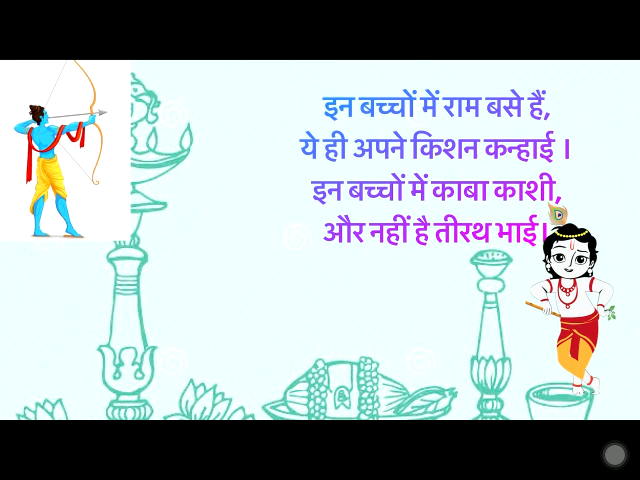 इन बच्चों में राम बसे हैं,
ये ही अपने किशन कन्हाई ।
इन बच्चों में काबा काशी,
और नहीं है तीरथ भाई।